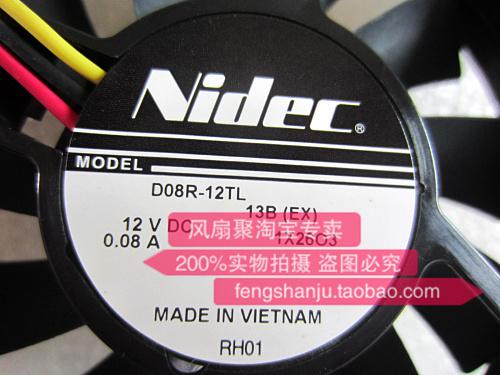 Nidec®
MODEL
D08R-12TL
13B (EX)
12 V DC
0.08 A
1X26O3
风扇聚淘宝专卖
200%实物拍摄 盗图必究
fengshanju.taobao.com
MADE IN VIETNAM
RH01